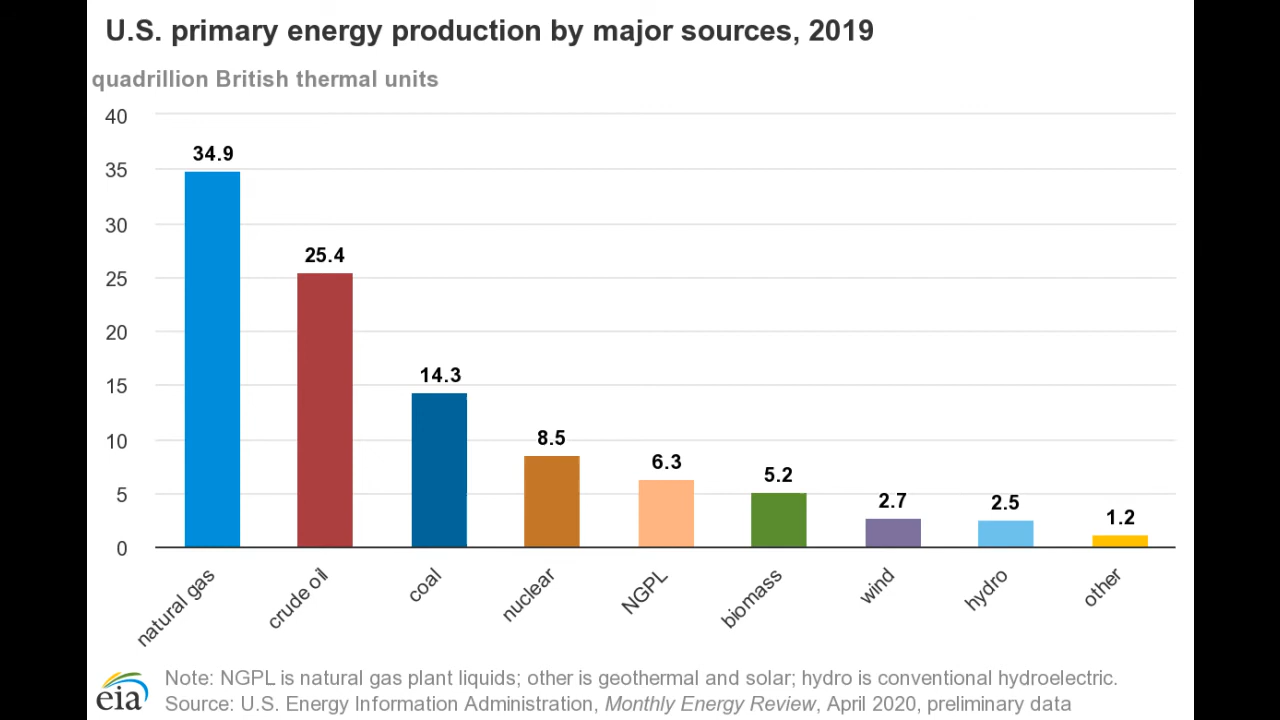 U.S. primary energy production by major sources, 2019
quadrillion British thermal units
40
35
30
25
20
15
10
5
0
34.9
25.4
14.3
8.5
6.3
5.2
2.7
2.5
1.2
natural gas
crude oil
coal
nuclear
NGPL
biomass
wind
hydro
other
eia
Note: NGPL is natural gas plant liquids; other is geothermal and solar; hydro is conventional hydroelectric.
Source: U.S. Energy Information Administration, Monthly Energy Review, April 2020, preliminary data